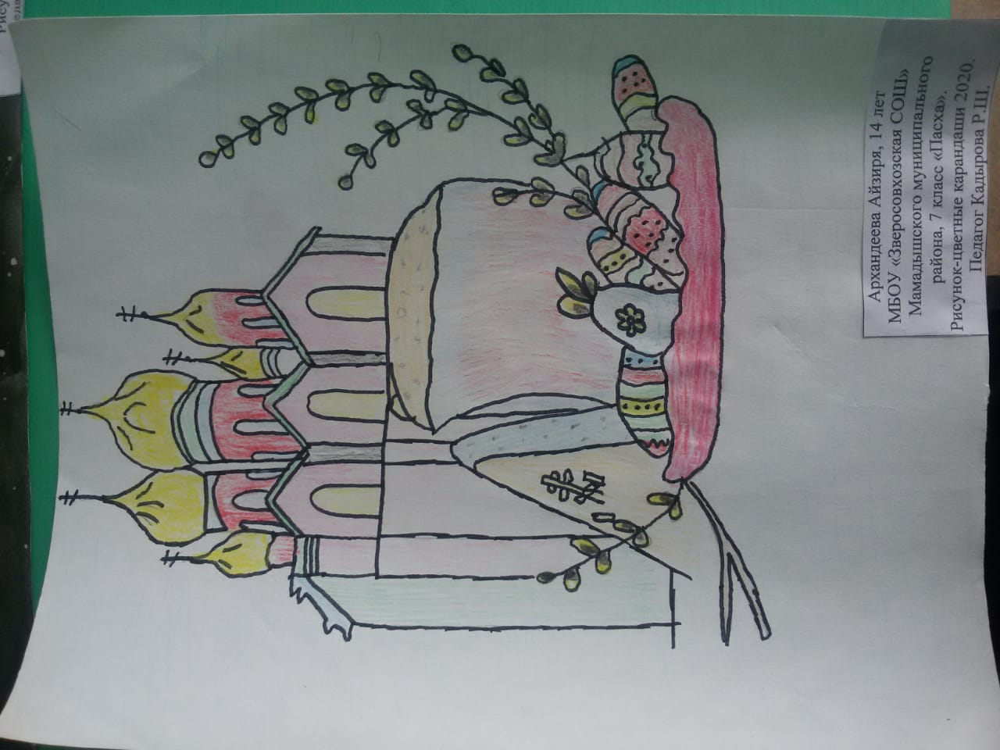 Архандеева Айзиря, 14 лет
МБОУ «Зверосовхозская СОШ»
Мамадышского муниципального
района, 7 класс «Пасха».
Рисунок-цветные карандаши 2020.
Педагог Кадырова Р.Ш.